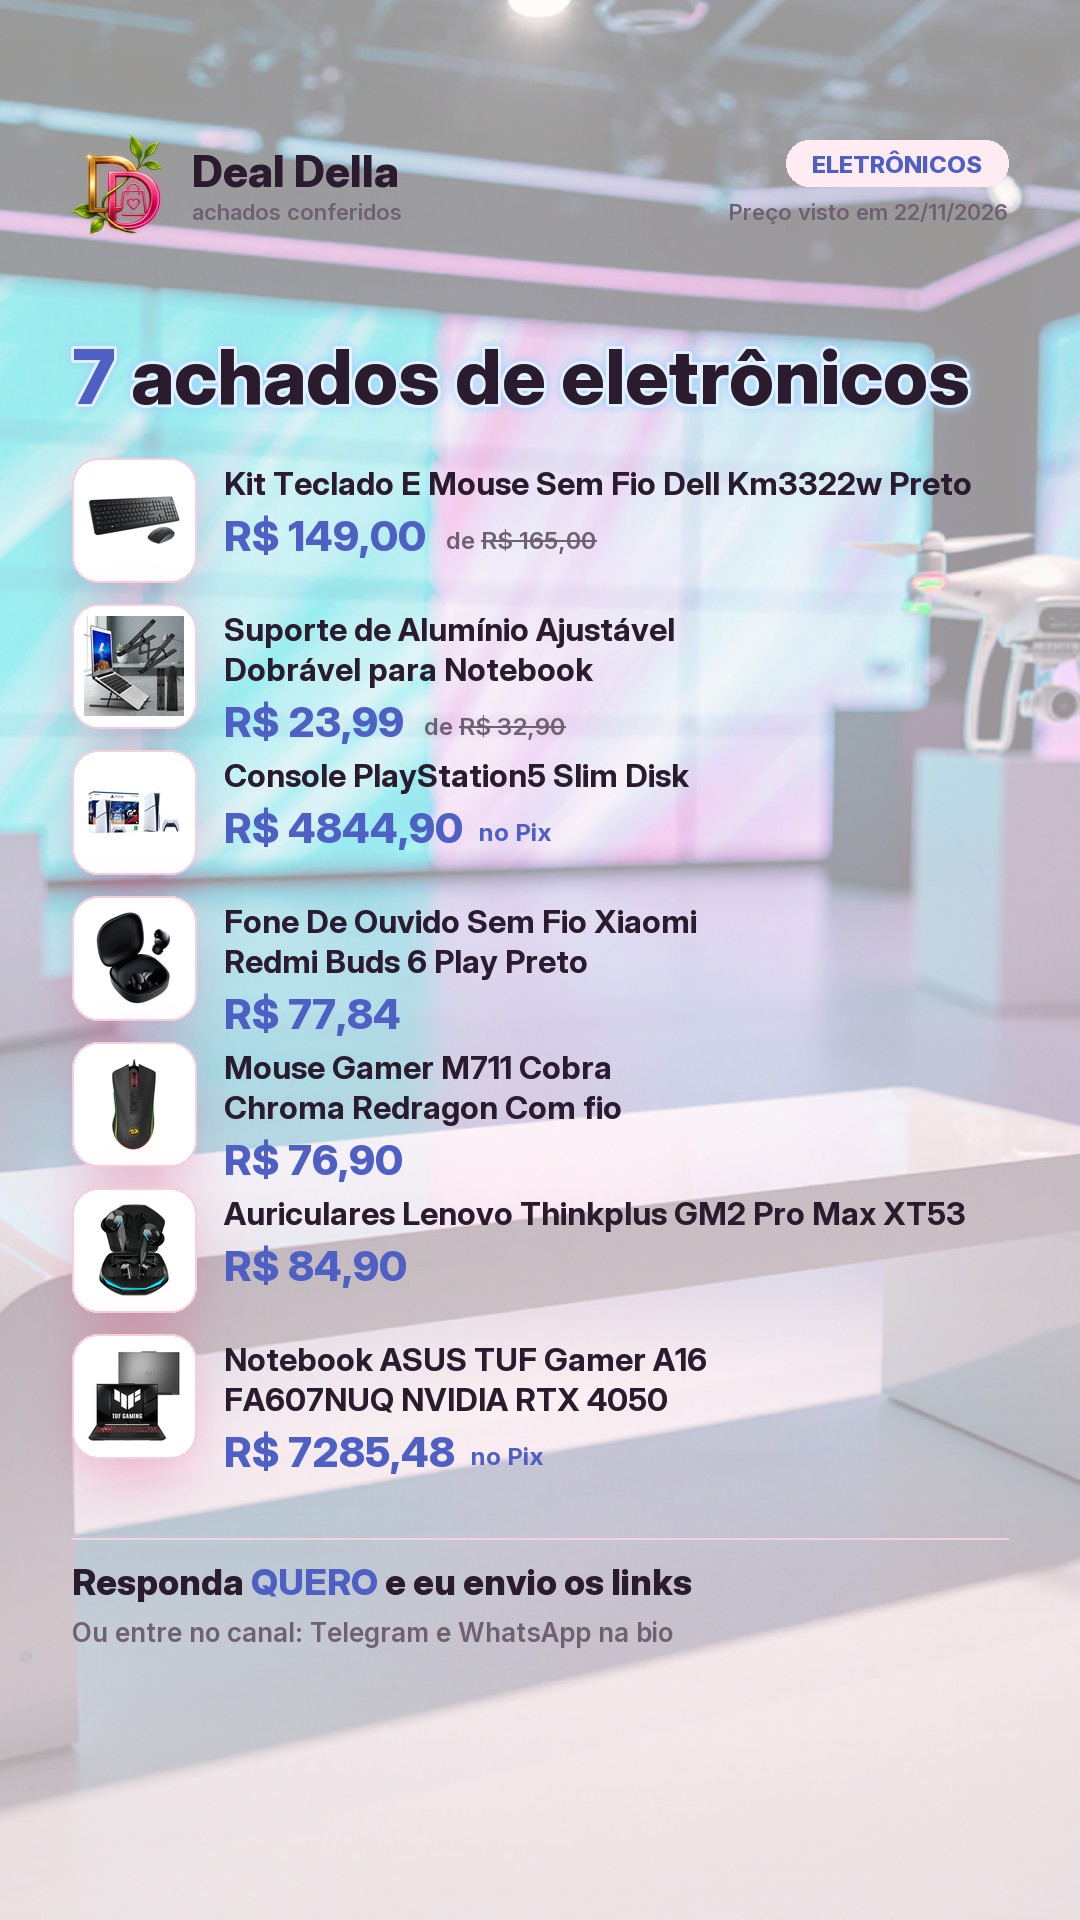 Deal Della
achados conferidos
ELETRÔNICOS
Preço visto em 22/11/2026
7 achados de eletrônicos
Kit Teclado E Mouse Sem Fio Dell Km3322w Preto
R$ 149,00 de R$ 165,00
Suporte de Alumínio Ajustável
Dobrável para Notebook
R$ 23,99 de R$ 32,90
Console PlayStation5 Slim Disk
R$ 4844,90 no Pix
Fone De Ouvido Sem Fio Xiaomi
Redmi Buds 6 Play Preto
R$ 77,84
Mouse Gamer M711 Cobra
Chroma Redragon Com fio
R$ 76,90
Auriculares Lenovo Thinkplus GM2 Pro Max XT53
R$ 84,90
TUF GAMING
Notebook ASUS TUF Gamer A16
FA607NUQ NVIDIA RTX 4050
R$ 7285,48 no Pix
Responda QUERO e eu envio os links
Ou entre no canal: Telegram e WhatsApp na bio